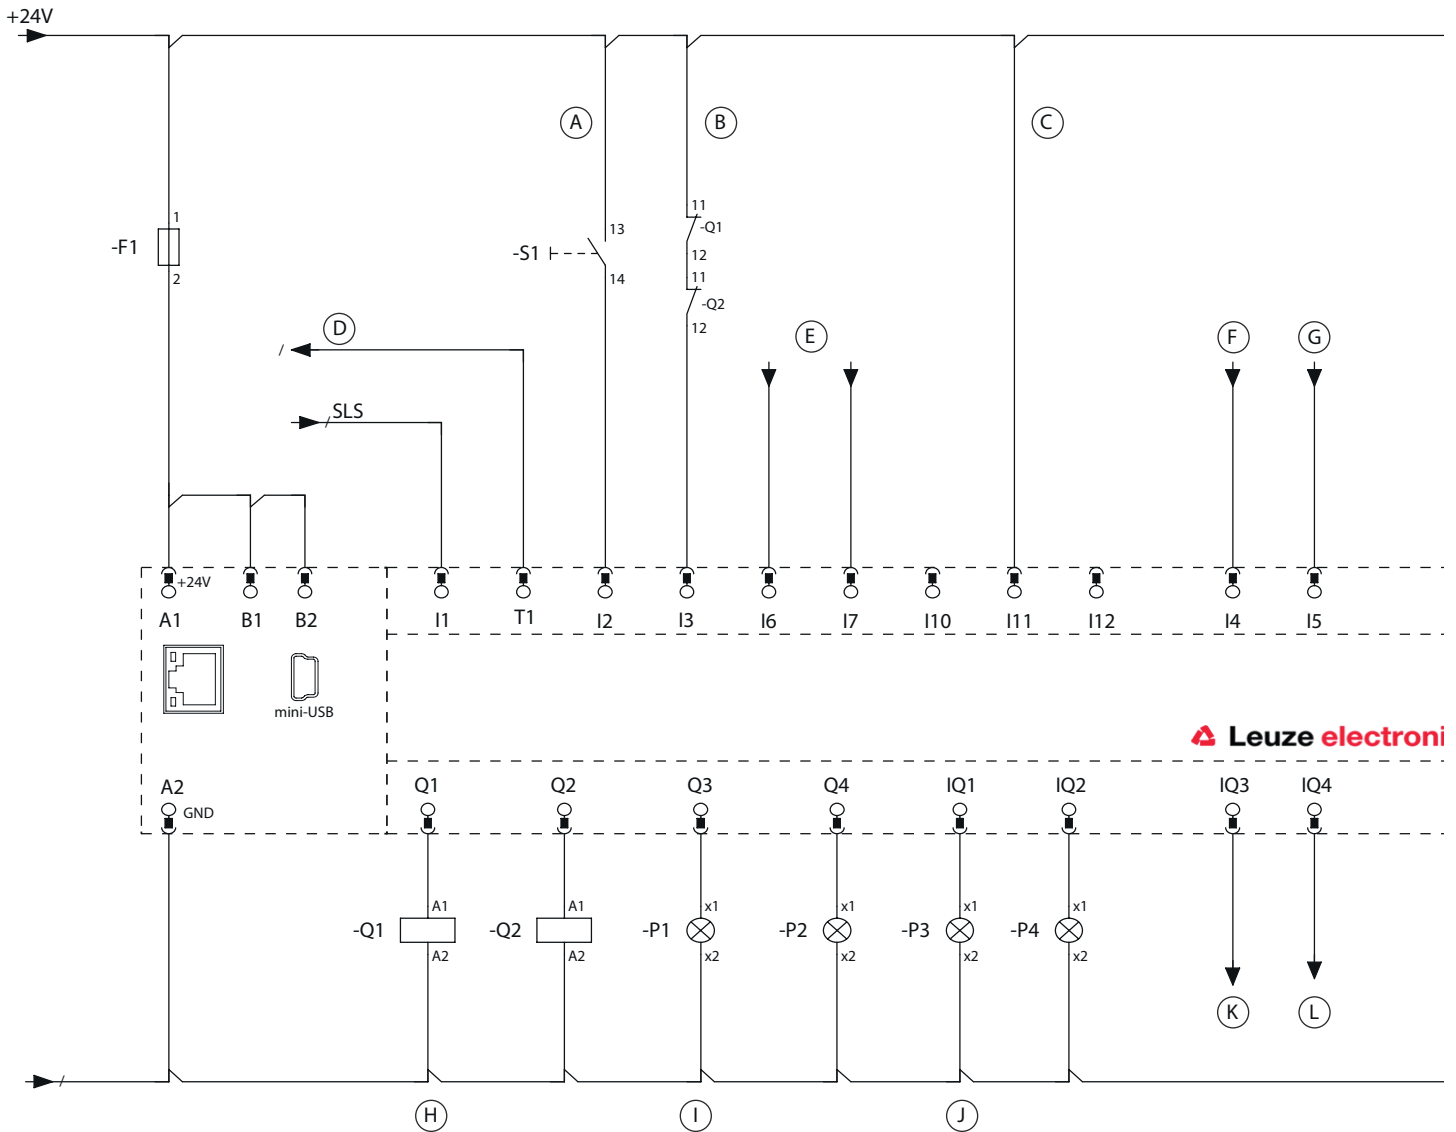 +24V
A
B
C
1
-F1
2
13
-S1
14
11
-Q1
12
11
-Q2
12
D
/
SLS
/
E
F
G
+24V
A1
B1
B2
I1
T1
I2
I3
I6
I7
I10
I11
I12
I4
I5
mini-USB
Leuze electroni
A2
GND
Q1
Q2
Q3
Q4
IQ1
IQ2
IQ3
IQ4
A1
A1
x1
x1
x1
x1
-Q1
-Q2
-P1
-P2
-P3
-P4
A2
A2
x2
x2
x2
x2
K
L
/
H
I
J